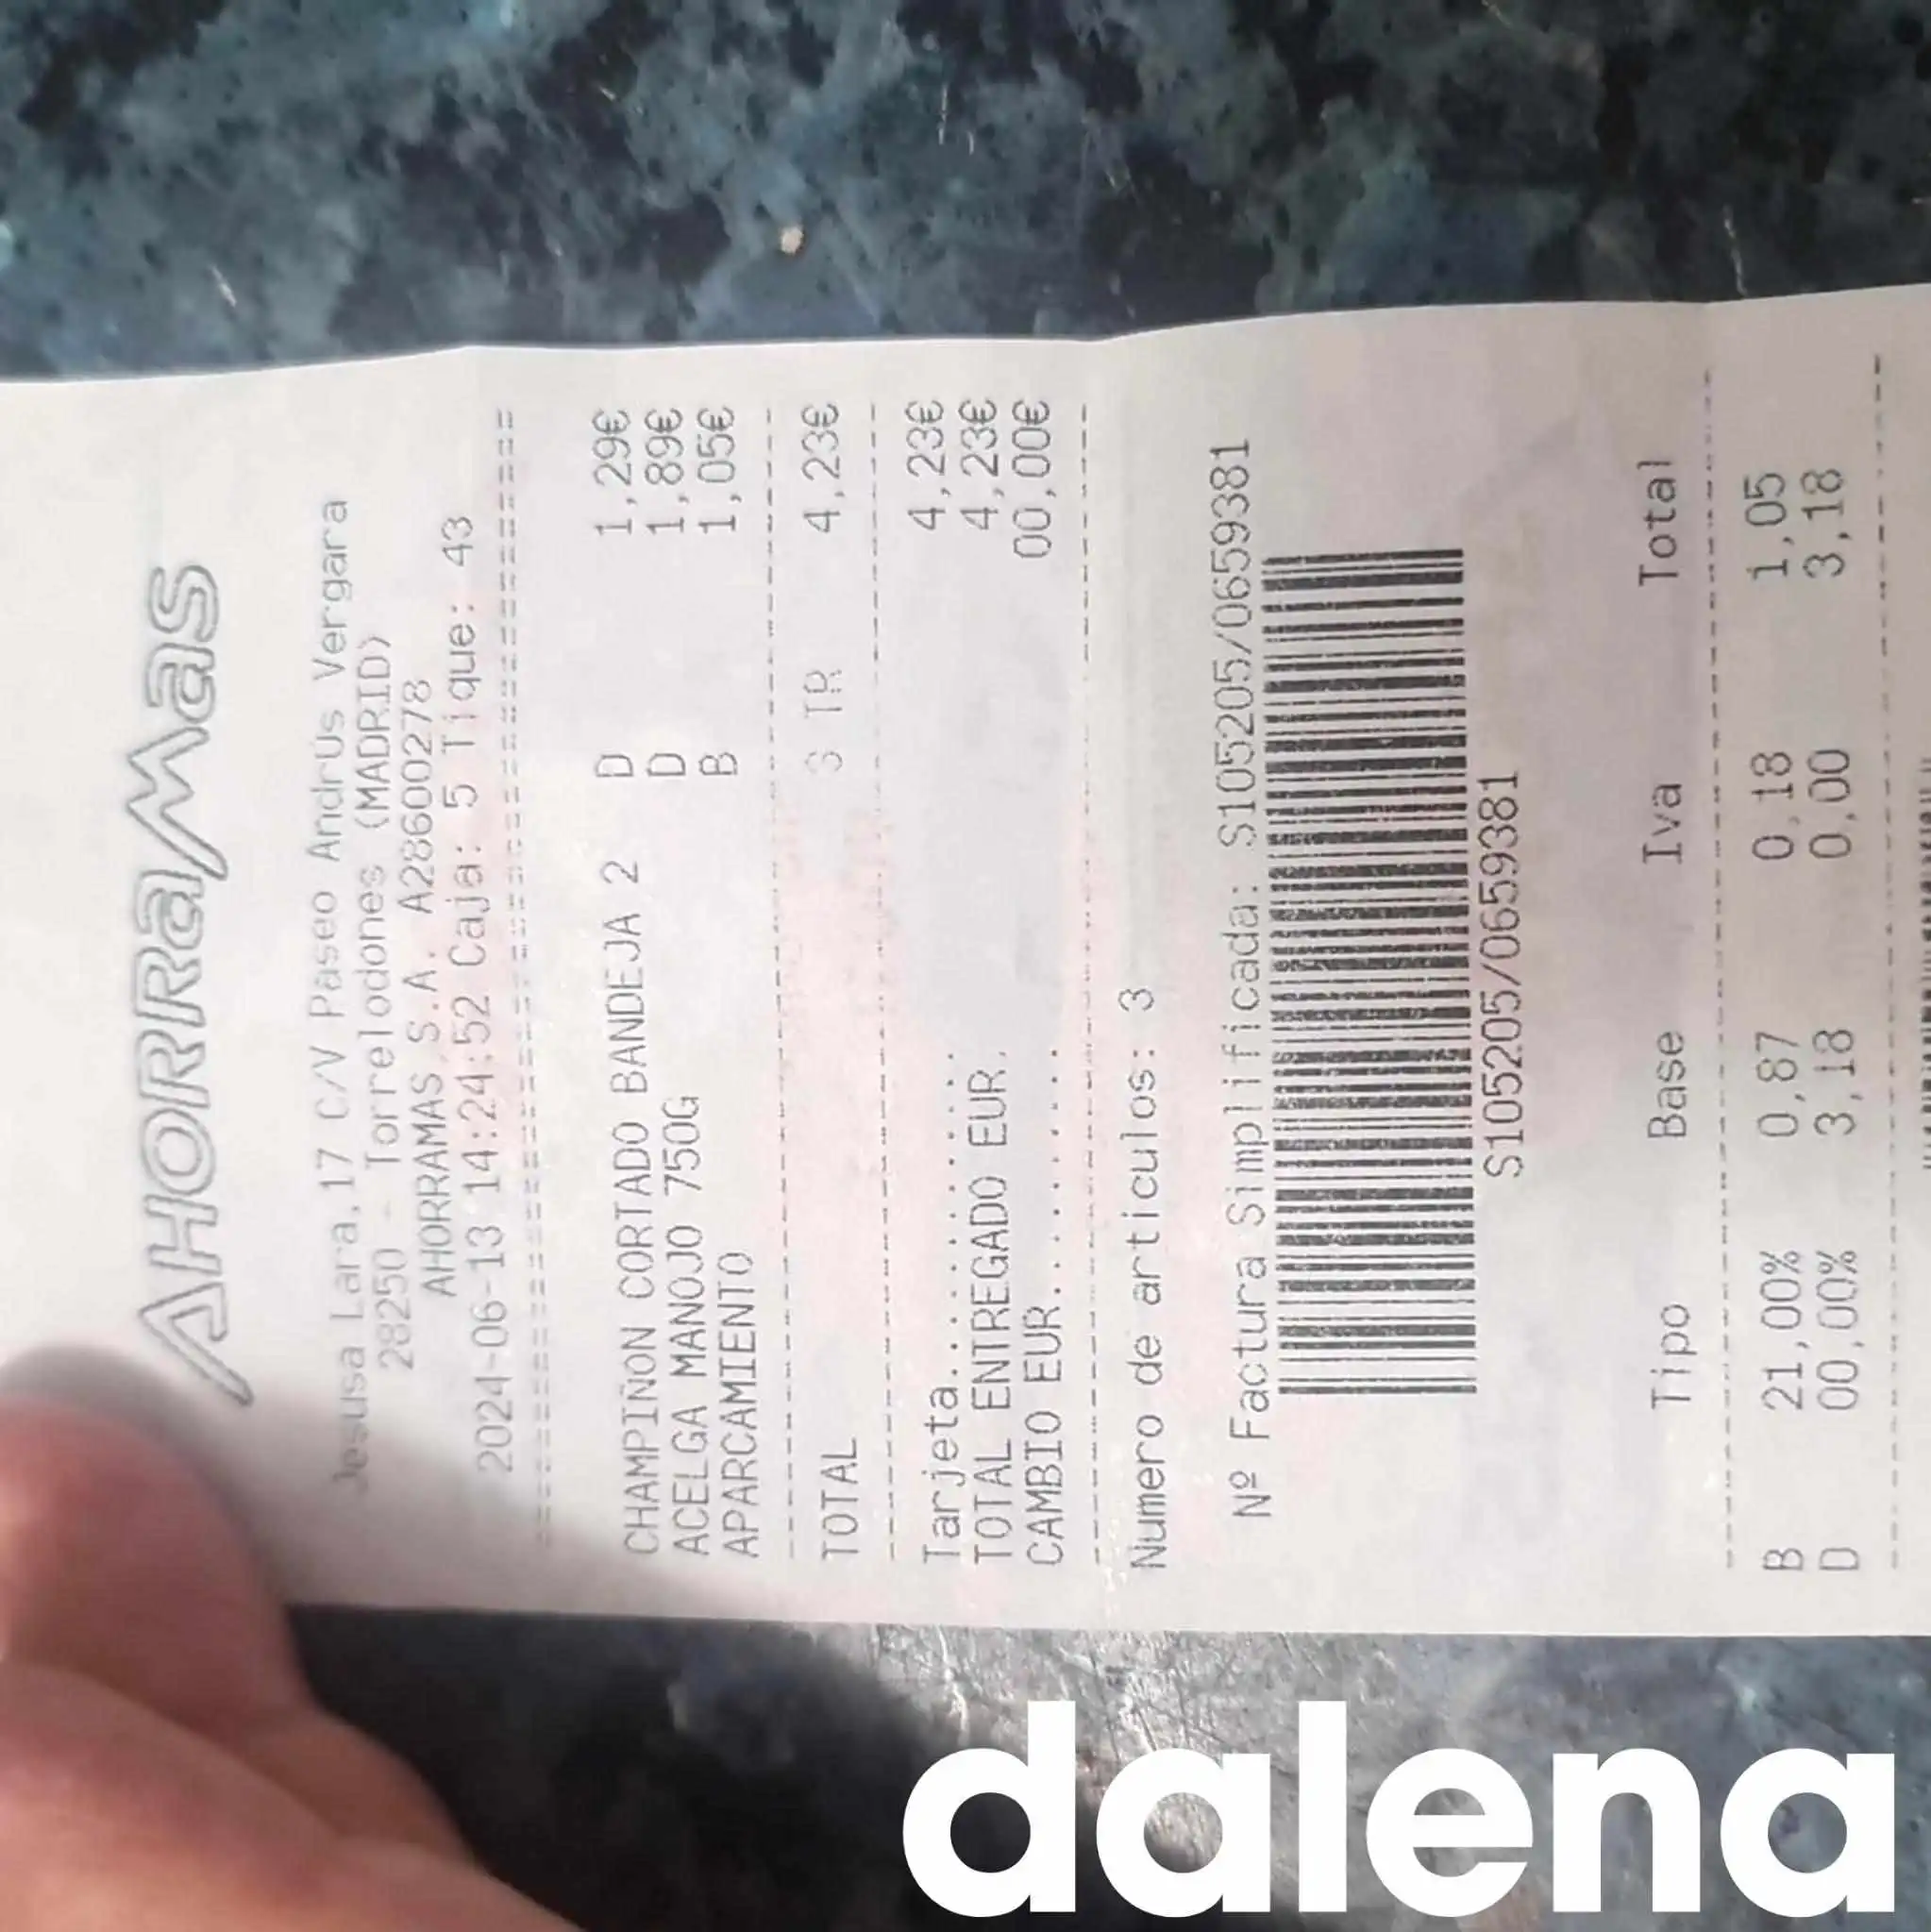 AHORRAMAS
Jesusa Lara,17 C/V Paseo AndrÚs Vergara
28250 - Torrelodones (MADRID)
AHORRAMAS,S.A. A28600278
2024-06-13 14:24:52 Caja: 5 Tique: 43
CHAMPIÑON CORTADO BANDEJA 2 D 1,29€
ACELGA MANOJO 750G D 1,89€
APARCAMIENTO B 1,05€
TOTAL 3 TR 4,23€
Tarjeta.............. 4,23€
TOTAL ENTREGADO EUR. 4,23€
CAMBIO EUR.......... 00,00€
Numero de articulos: 3
Nº Factura Simplificada: S105205/0659381
S105205/0659381
Tipo Base Iva Total
B 21,00% 0,87 0,18 1,05
D 00,00% 3,18 0,00 3,18
dalena